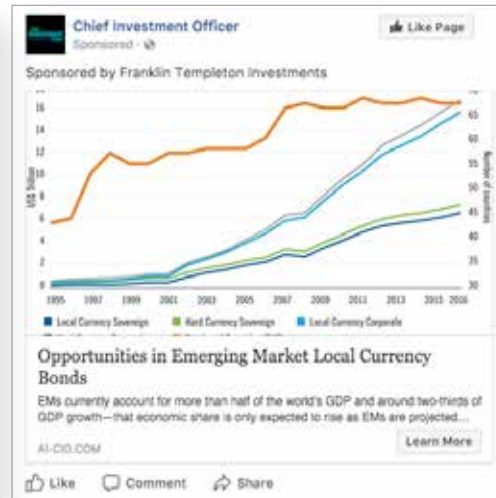 Chief Investment Officer
Like Page
Sponsored ·
Sponsored by Franklin Templeton Investments
US$ Trillion
16
14
12
10
8
6
4
2
0
70
65
60
55
50
45
40
35
30
Number of countries
1995 1997 1999 2001 2003 2005 2007 2009 2011 2013 2015 2016
Local Currency Sovereign Hard Currency Sovereign Local Currency Corporate
Opportunities in Emerging Market Local Currency
Bonds
EMs currently account for more than half of the world's GDP and around two-thirds of
GDP growth—that economic share is only expected to rise as EMs are projected...
AI-CIO.COM
Learn More
Like Comment Share